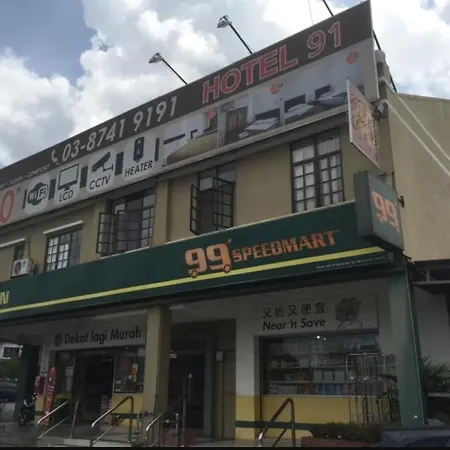 HOTEL 91
03-8741 9191
WiFi
LCD
CCTV
HEATER
99 SPEEDMART
99
Dekat lagi Murah
又近又便宜
Near 'n Save